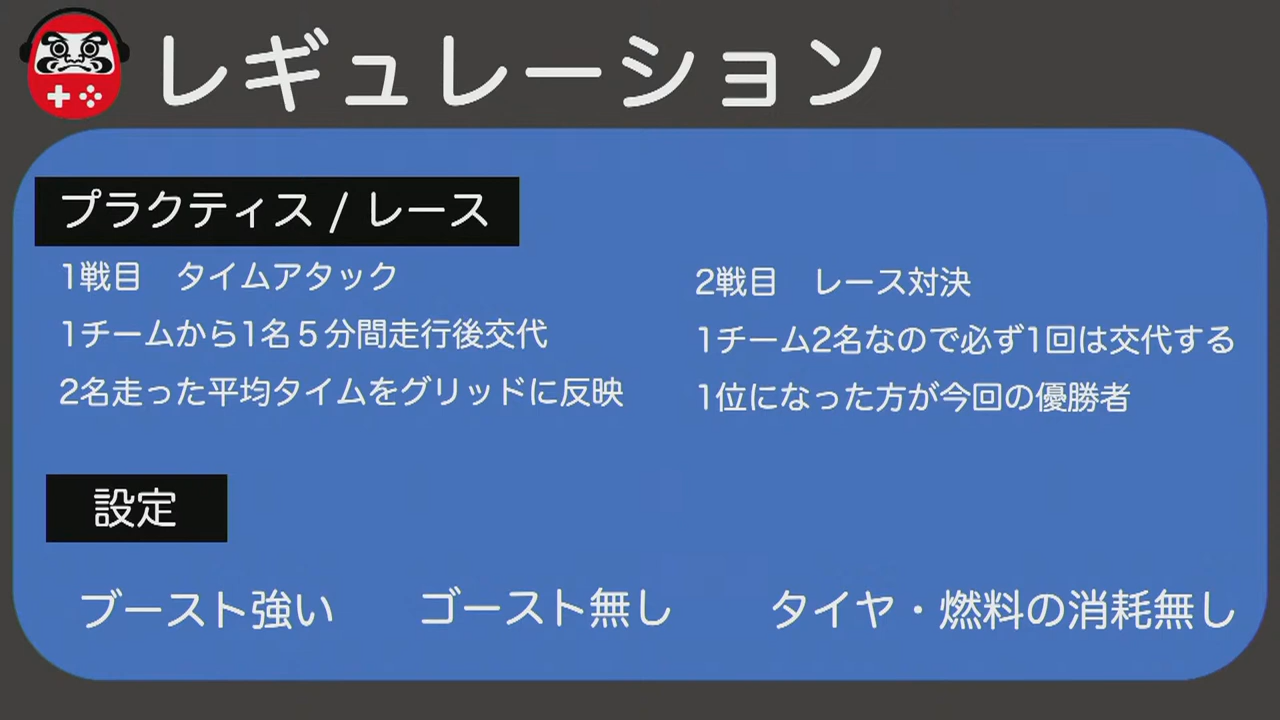 レギュレーション
プラクティス / レース
1戦目　タイムアタック
1チームから1名５分間走行後交代
2名走った平均タイムをグリッドに反映
2戦目　レース対決
1チーム2名なので必ず1回は交代する
1位になった方が今回の優勝者
設定
ブースト強い
ゴースト無し
タイヤ・燃料の消耗無し